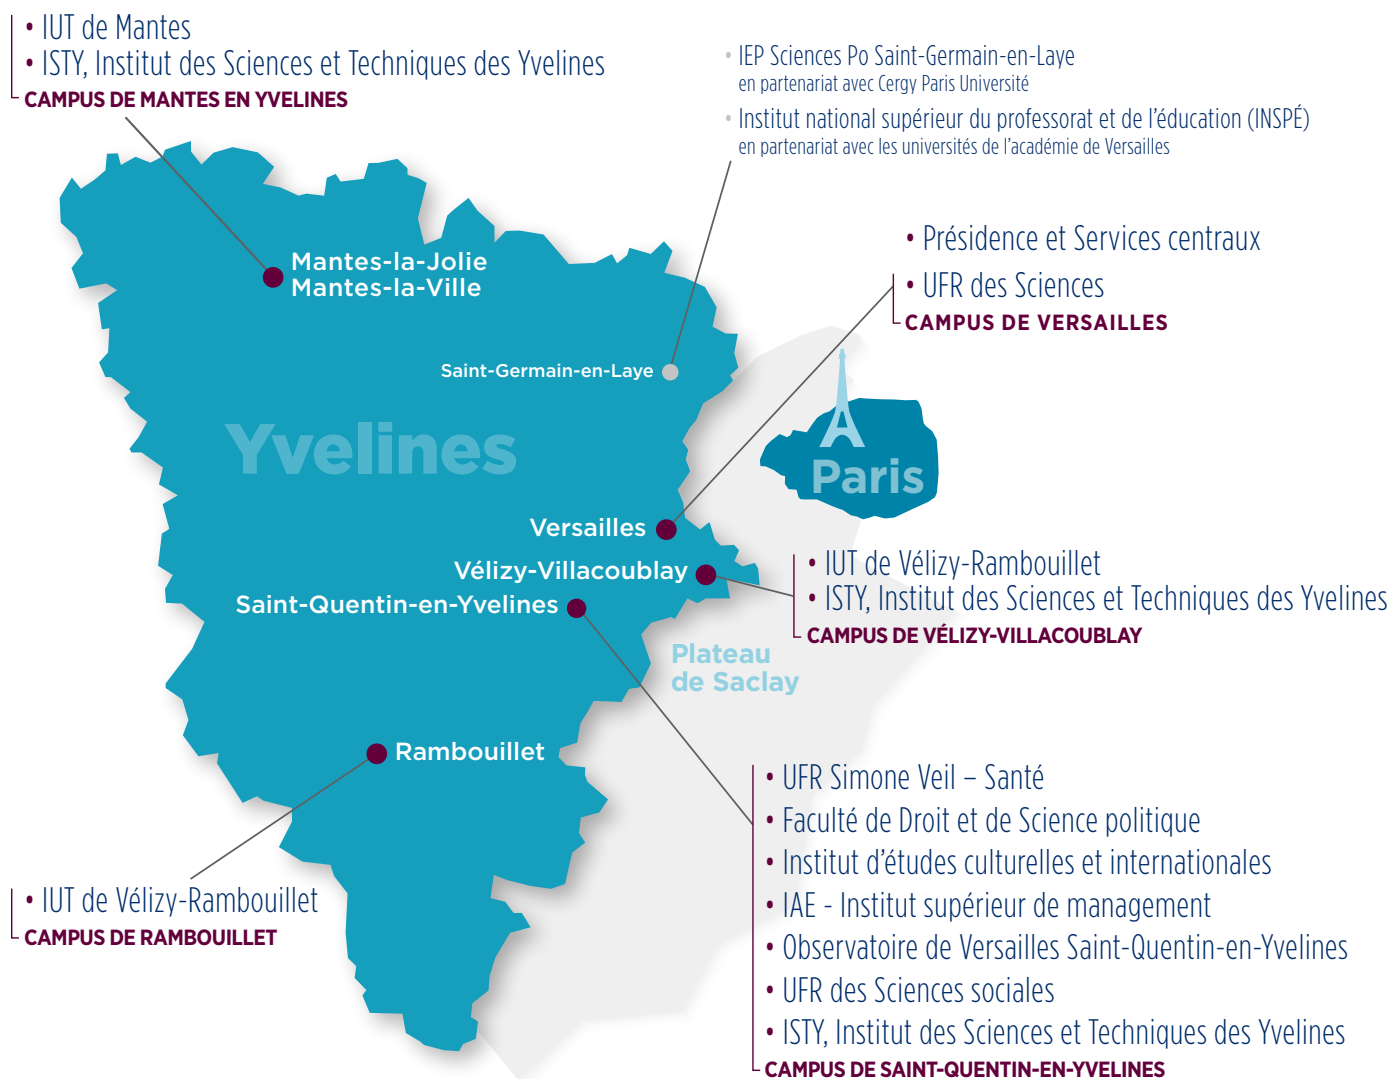 • IUT de Mantes
• ISTY, Institut des Sciences et Techniques des Yvelines
CAMPUS DE MANTES EN YVELINES
• IEP Sciences Po Saint-Germain-en-Laye
en partenariat avec Cergy Paris Université
• Institut national supérieur du professorat et de l'éducation (INSPÉ)
en partenariat avec les universités de l'académie de Versailles
• Présidence et Services centraux
• UFR des Sciences
CAMPUS DE VERSAILLES
Mantes-la-Jolie
Mantes-la-Ville
Saint-Germain-en-Laye
Yvelines
Paris
Versailles
Vélizy-Villacoublay
Saint-Quentin-en-Yvelines
• IUT de Vélizy-Rambouillet
• ISTY, Institut des Sciences et Techniques des Yvelines
CAMPUS DE VÉLIZY-VILLACOUBLAY
Plateau
de Saclay
Rambouillet
• IUT de Vélizy-Rambouillet
CAMPUS DE RAMBOUILLET
• UFR Simone Veil – Santé
• Faculté de Droit et de Science politique
• Institut d'études culturelles et internationales
• IAE - Institut supérieur de management
• Observatoire de Versailles Saint-Quentin-en-Yvelines
• UFR des Sciences sociales
• ISTY, Institut des Sciences et Techniques des Yvelines
CAMPUS DE SAINT-QUENTIN-EN-YVELINES